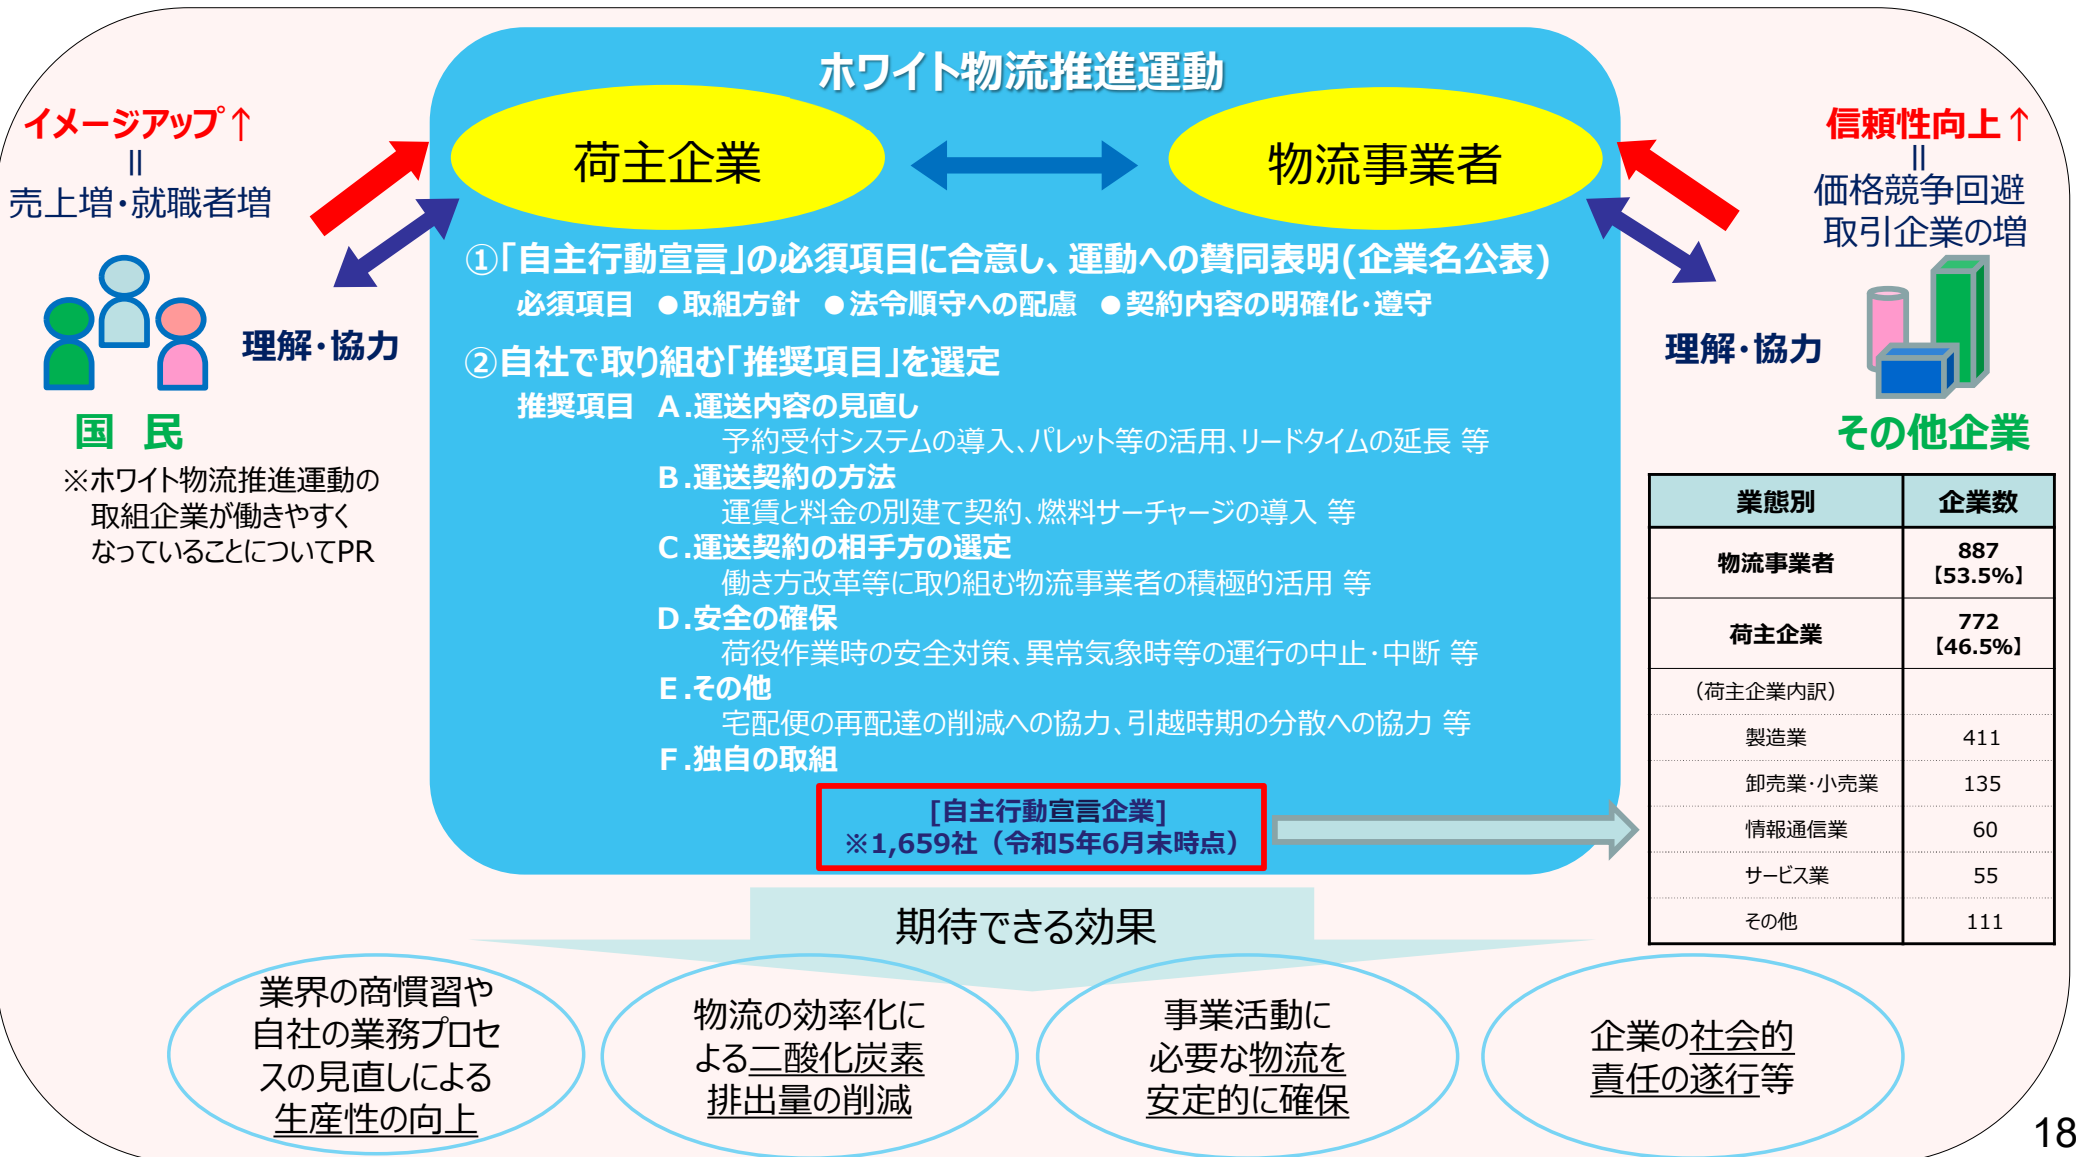 ホワイト物流推進運動
荷主企業
物流事業者
イメージアップ↑
॥
売上増・就職者増
理解・協力
国 民
※ホワイト物流推進運動の
取組企業が働きやすく
なっていることについてPR
信頼性向上↑
॥
価格競争回避
取引企業の増
理解・協力
その他企業
①「自主行動宣言」の必須項目に合意し、運動への賛同表明(企業名公表)
必須項目 ●取組方針 ●法令順守への配慮 ●契約内容の明確化・遵守
②自社で取り組む「推奨項目」を選定
推奨項目 A.運送内容の見直し
予約受付システムの導入、パレット等の活用、リードタイムの延長 等
B.運送契約の方法
運賃と料金の別建て契約、燃料サーチャージの導入 等
C.運送契約の相手方の選定
働き方改革等に取り組む物流事業者の積極的活用 等
D.安全の確保
荷役作業時の安全対策、異常気象時等の運行の中止・中断 等
E.その他
宅配便の再配達の削減への協力、引越時期の分散への協力 等
F.独自の取組
[自主行動宣言企業]
※1,659社（令和5年6月末時点）
業態別 企業数
物流事業者 887
【53.5%】
荷主企業 772
【46.5%】
（荷主企業内訳）
製造業 411
卸売業・小売業 135
情報通信業 60
サービス業 55
その他 111
期待できる効果
業界の商慣習や
自社の業務プロセ
スの見直しによる
生産性の向上
物流の効率化に
よる二酸化炭素
排出量の削減
事業活動に
必要な物流を
安定的に確保
企業の社会的
責任の遂行等
18